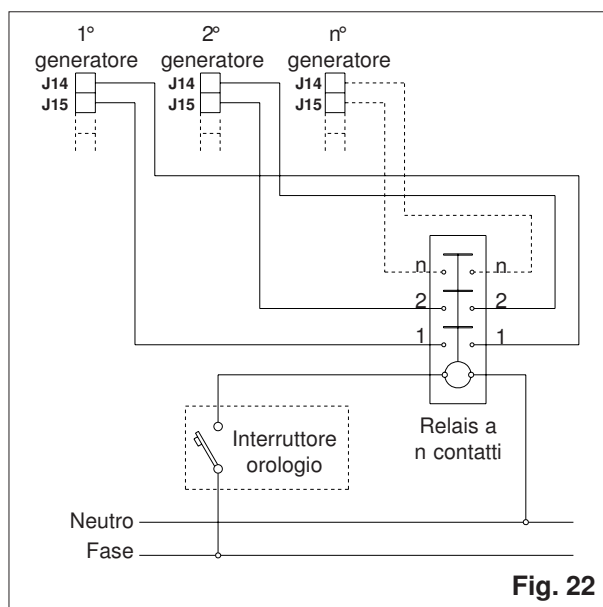 1° 2° n°
generatore generatore generatore
J14 J14 J14
J15 J15 J15
n n
2 2
1 1
Relais a
n contatti
Interruttore
orologio
Neutro
Fase
Fig. 22